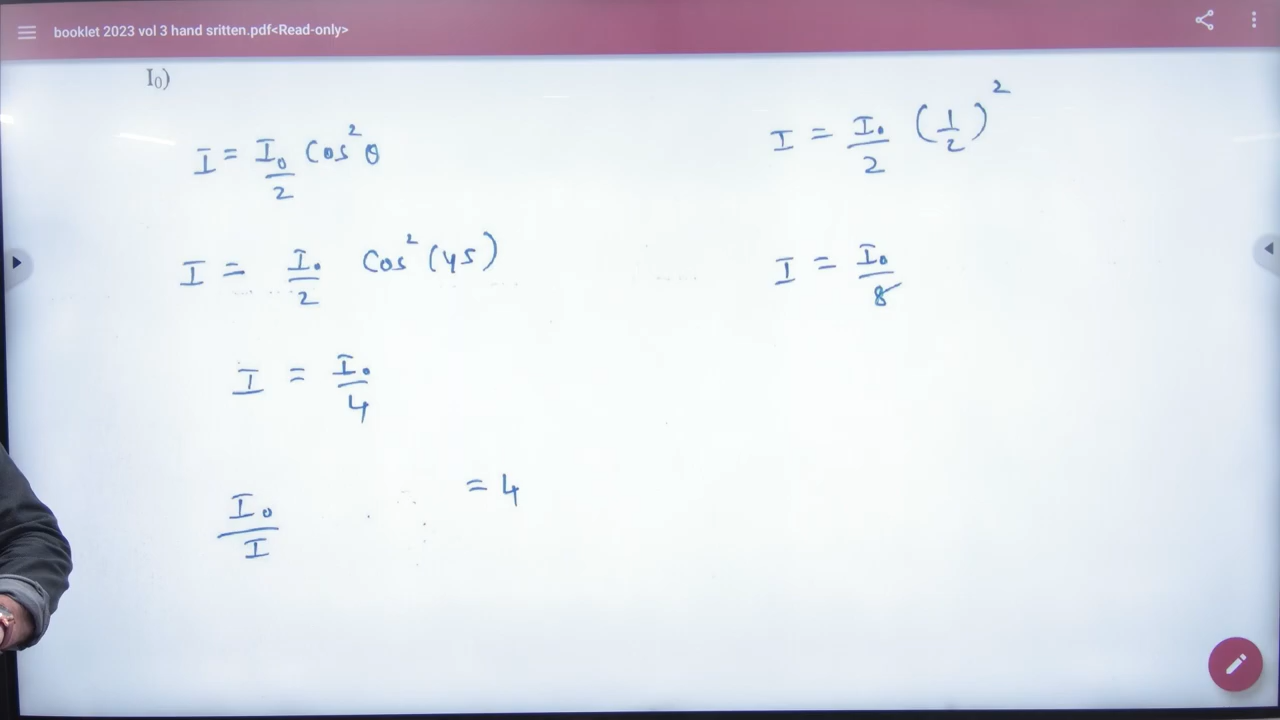 booklet 2023 vol 3 hand sritten.pdf<Read-only>
I₀)
I = I₀/2 Cos²θ
I = I₀/2 Cos²(45)
I = I₀/4
I₀/I = 4
I = I₀/2 (1/2)²
I = I₀/8